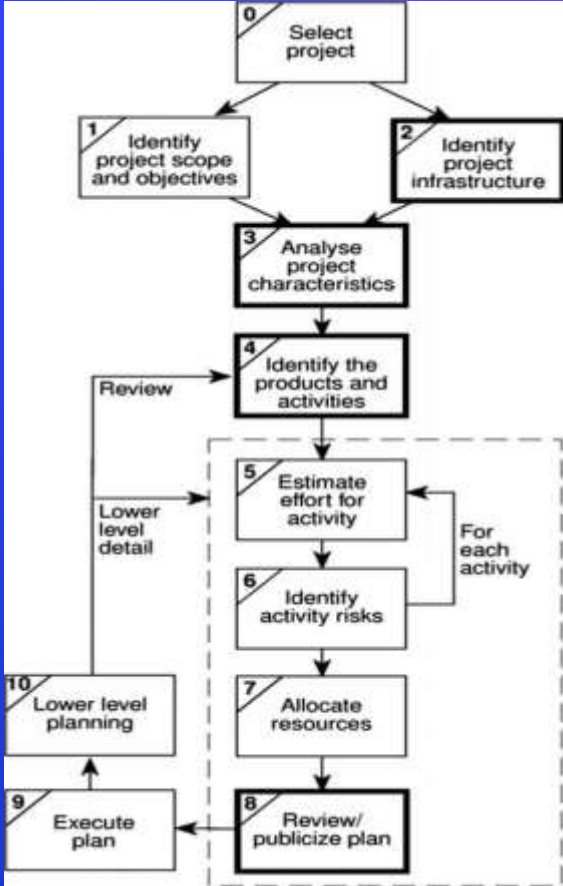 0
Select
project
1
Identify
project scope
and objectives
2
Identify
project
infrastructure
3
Analyse
project
characteristics
4
Identify the
products and
activities
Review
5
Estimate
effort for
activity
Lower
level
detail
For
each
activity
6
Identify
activity risks
10
Lower level
planning
7
Allocate
resources
9
Execute
plan
8
Review/
publicize plan